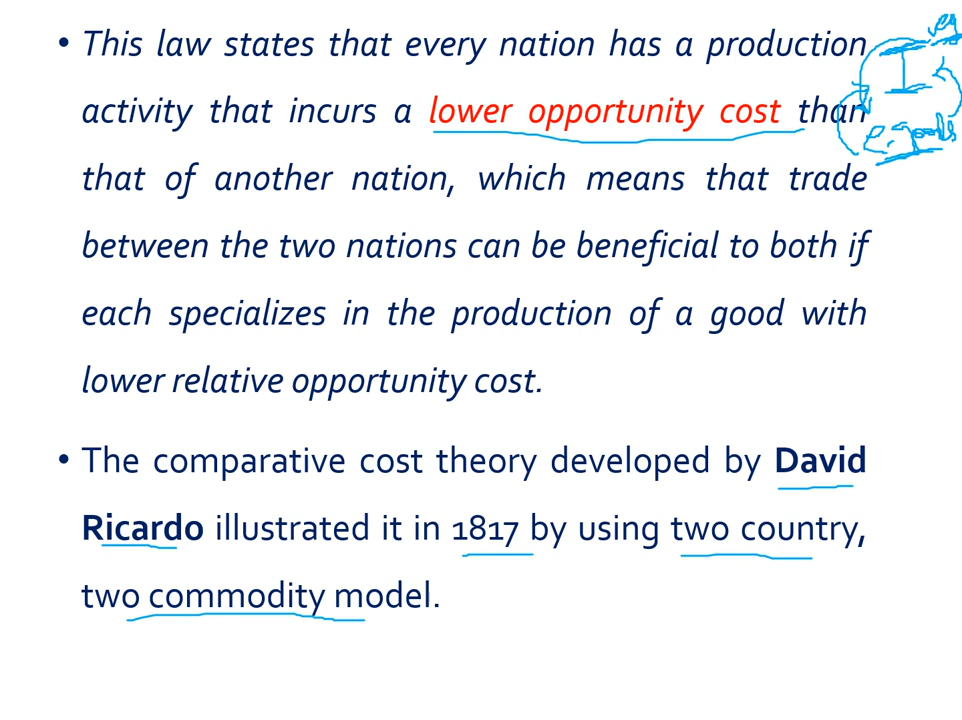 • This law states that every nation has a production
activity that incurs a lower opportunity cost than
that of another nation, which means that trade
between the two nations can be beneficial to both if
each specializes in the production of a good with
lower relative opportunity cost.
• The comparative cost theory developed by David
Ricardo illustrated it in 1817 by using two country,
two commodity model.